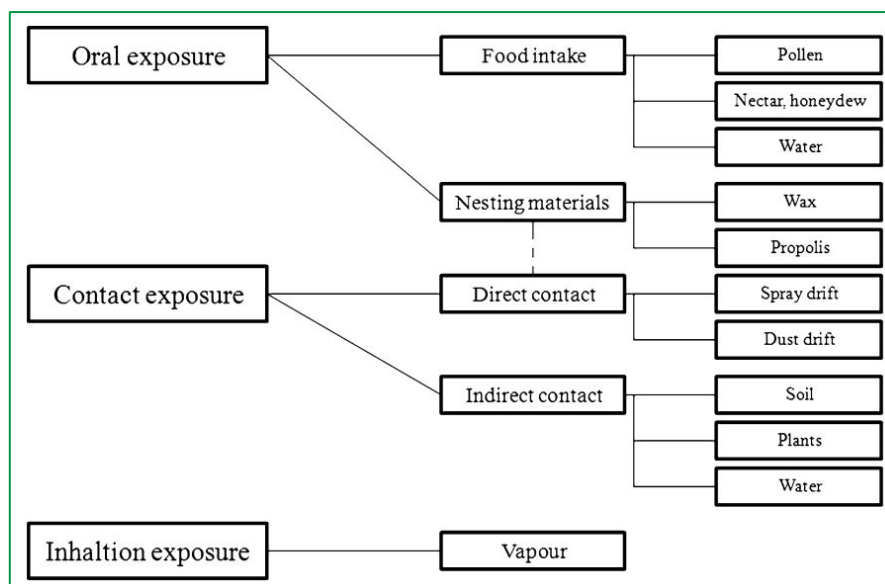 Oral exposure
Food intake
Pollen
Nectar, honeydew
Water
Nesting materials
Wax
Propolis
Contact exposure
Direct contact
Spray drift
Dust drift
Indirect contact
Soil
Plants
Water
Inhaltion exposure
Vapour